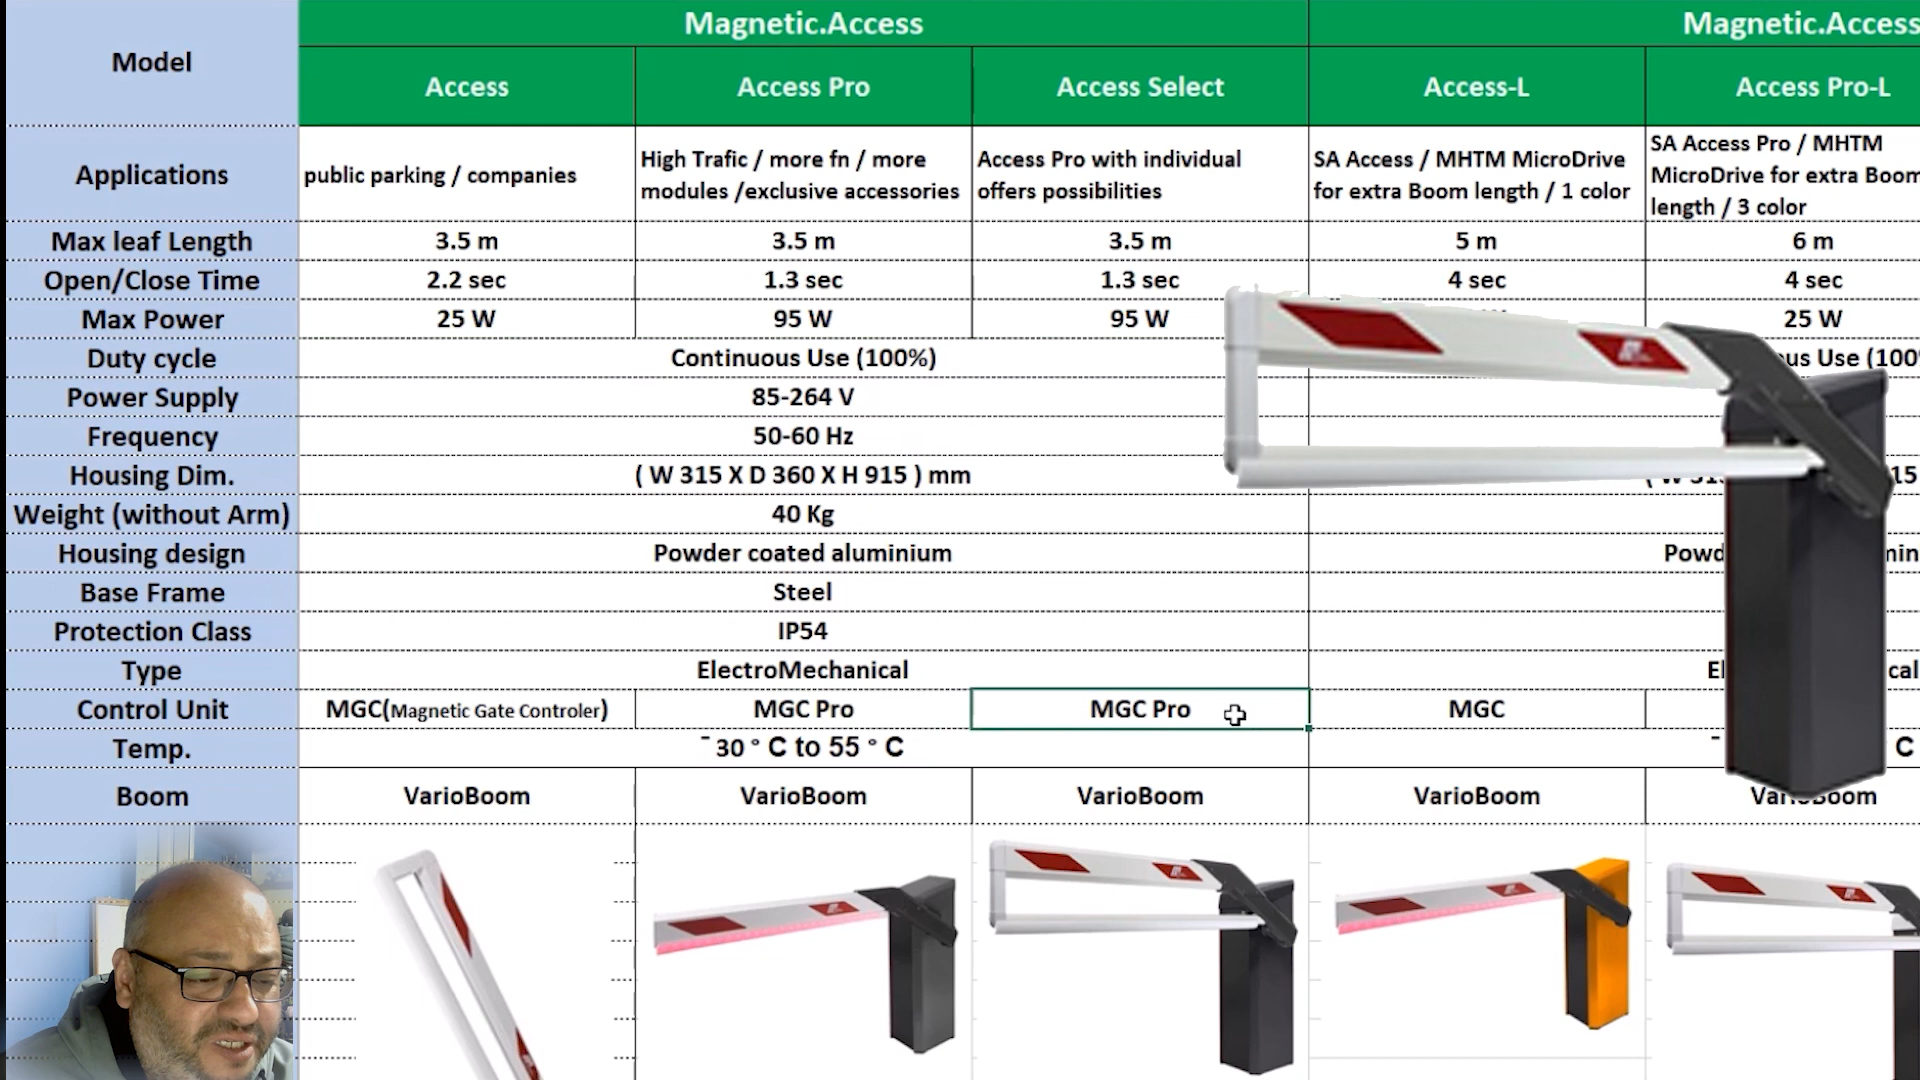 Magnetic.Access
Magnetic.Access
Model
Access
Access Pro
Access Select
Access-L
Access Pro-L
Applications
public parking / companies
High Trafic / more fn / more
modules /exclusive accessories
Access Pro with individual
offers possibilities
SA Access / MHTM MicroDrive
for extra Boom length / 1 color
SA Access Pro / MHTM
MicroDrive for extra Boom
length / 3 color
Max leaf Length
3.5 m
3.5 m
3.5 m
5 m
6 m
Open/Close Time
2.2 sec
1.3 sec
1.3 sec
4 sec
4 sec
Max Power
25 W
95 W
95 W
25 W
Duty cycle
Continuous Use (100%)
Use (100
Power Supply
85-264 V
Frequency
50-60 Hz
Housing Dim.
( W 315 X D 360 X H 915 ) mm
Weight (without Arm)
40 Kg
Housing design
Powder coated aluminium
Base Frame
Steel
Protection Class
IP54
Type
ElectroMechanical
Control Unit
MGC(Magnetic Gate Controler)
MGC Pro
MGC Pro
MGC
Temp.
- 30 ° C to 55 ° C
C
Boom
VarioBoom
VarioBoom
VarioBoom
VarioBoom